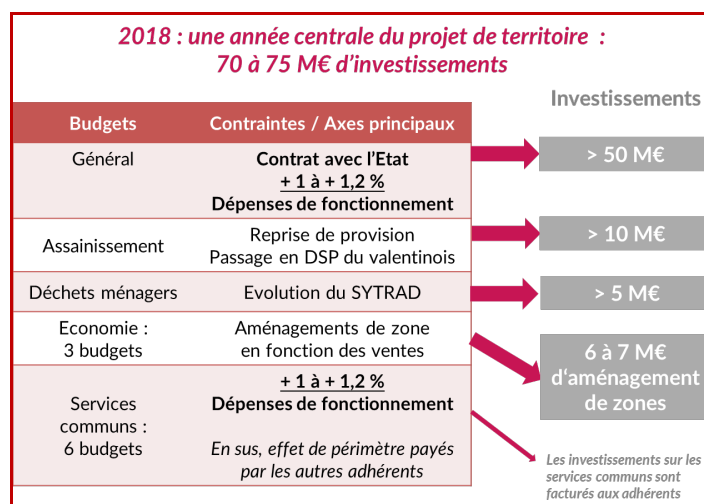 2018 : une année centrale du projet de territoire :
70 à 75 M€ d'investissements
Investissements
Budgets
Contraintes / Axes principaux
Général
Contrat avec l'Etat
+ 1 à + 1,2 %
Dépenses de fonctionnement
> 50 M€
Assainissement
Reprise de provision
Passage en DSP du valentinois
> 10 M€
Déchets ménagers
Evolution du SYTRAD
> 5 M€
Economie :
3 budgets
Aménagements de zone
en fonction des ventes
6 à 7 M€
d'aménagement
de zones
Services
communs :
6 budgets
+ 1 à + 1,2 %
Dépenses de fonctionnement
En sus, effet de périmètre payés
par les autres adhérents
Les investissements sur les
services communs sont
facturés aux adhérents